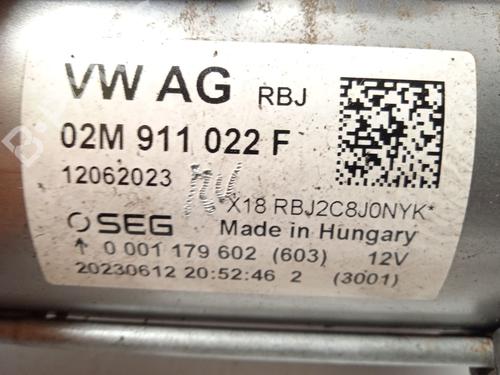 VW AG RBJ
02M 911 022 F
12062023
*X18 RBJ2C8J0NYK*
SEG Made in Hungary
↑ 0 001 179 602 (603) 12V
20230612 20:52:46 2 (3001)